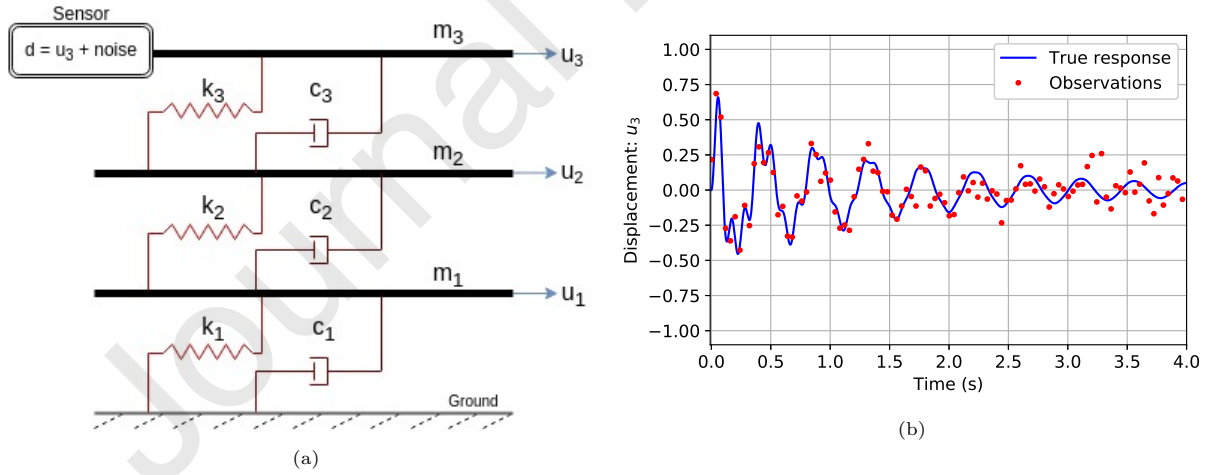 Sensor
d = u₃ + noise
m₃
u₃
k₃
c₃
m₂
u₂
k₂
c₂
m₁
u₁
k₁
c₁
Ground
(a)
Journal
True response
Observations
1.00
0.75
0.50
0.25
0.00
−0.25
−0.50
−0.75
−1.00
Displacement: u₃
0.0 0.5 1.0 1.5 2.0 2.5 3.0 3.5 4.0
Time (s)
(b)